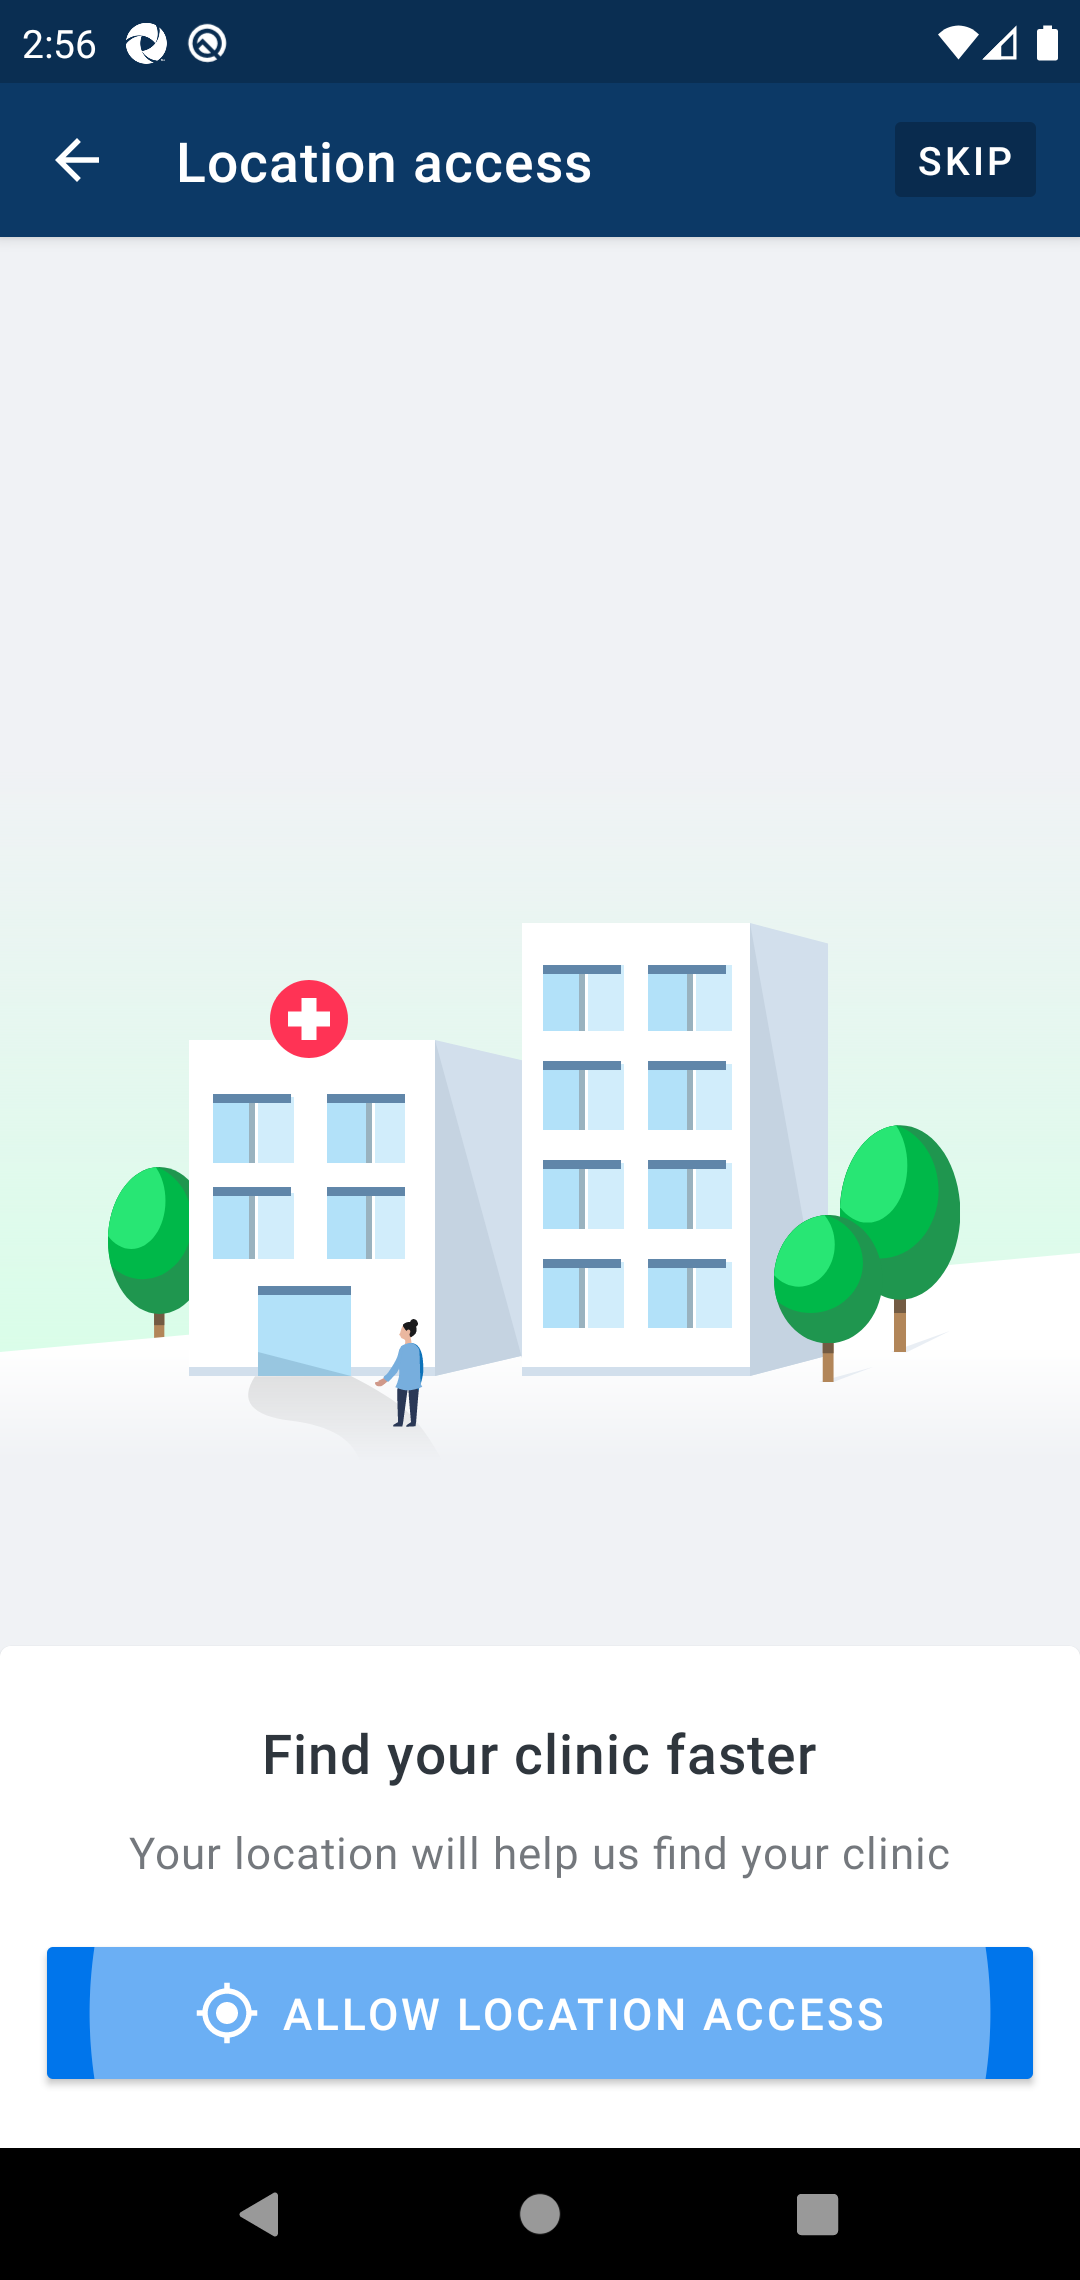 2:56
Location access
SKIP
Find your clinic faster
Your location will help us find your clinic
ALLOW LOCATION ACCESS